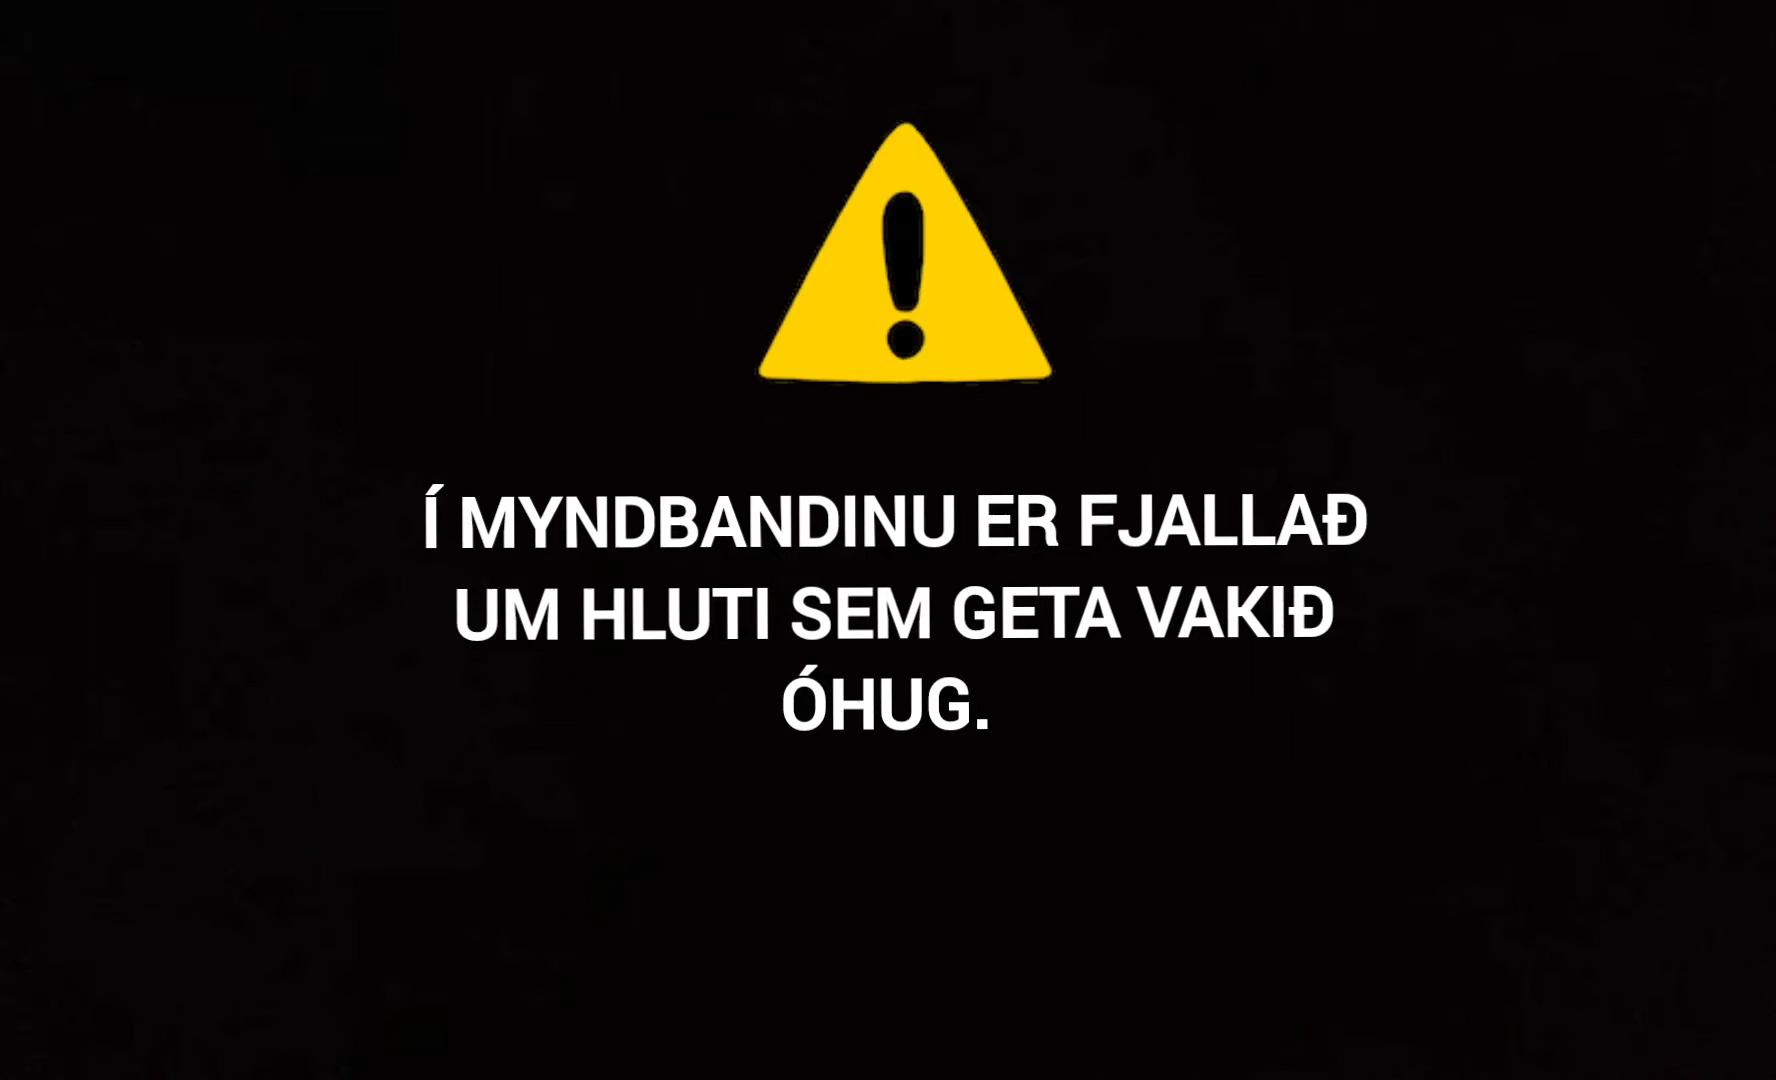 Í MYNDBANDINU ER FJALLAÐ
UM HLUTI SEM GETA VAKIÐ
ÓHUG.